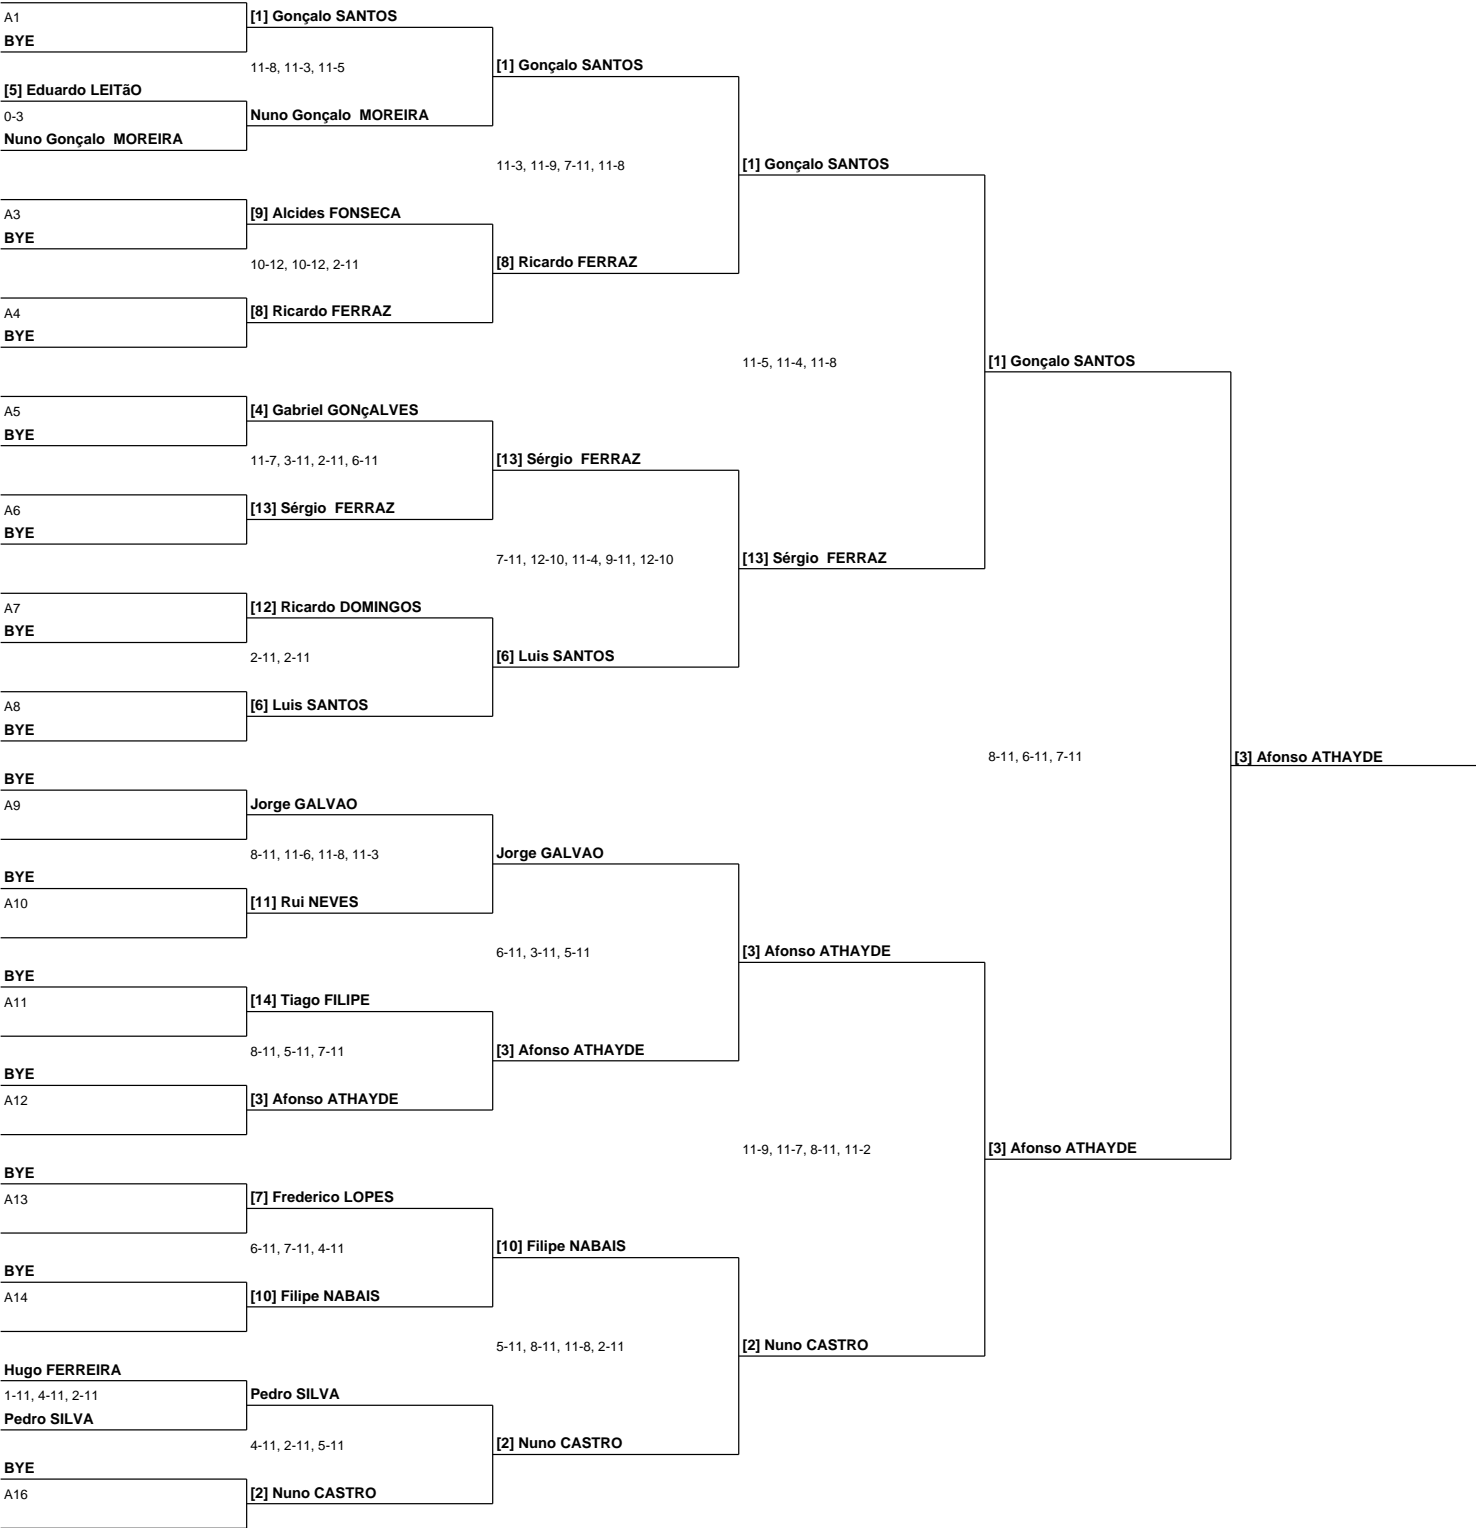 A1
BYE
[5] Eduardo LEITãO
0-3
Nuno Gonçalo  MOREIRA
A3
BYE
A4
BYE
A5
BYE
A6
BYE
A7
BYE
A8
BYE
BYE
A9
BYE
A10
BYE
A11
BYE
A12
BYE
A13
BYE
A14
Hugo FERREIRA
1-11, 4-11, 2-11
Pedro SILVA
BYE
A16
[1] Gonçalo SANTOS
11-8, 11-3, 11-5
Nuno Gonçalo  MOREIRA
[9] Alcides FONSECA
10-12, 10-12, 2-11
[8] Ricardo FERRAZ
[4] Gabriel GONçALVES
11-7, 3-11, 2-11, 6-11
[13] Sérgio  FERRAZ
[12] Ricardo DOMINGOS
2-11, 2-11
[6] Luis SANTOS
Jorge GALVAO
8-11, 11-6, 11-8, 11-3
[11] Rui NEVES
[14] Tiago FILIPE
8-11, 5-11, 7-11
[3] Afonso ATHAYDE
[7] Frederico LOPES
6-11, 7-11, 4-11
[10] Filipe NABAIS
Pedro SILVA
4-11, 2-11, 5-11
[2] Nuno CASTRO
[1] Gonçalo SANTOS
11-3, 11-9, 7-11, 11-8
[8] Ricardo FERRAZ
[13] Sérgio  FERRAZ
7-11, 12-10, 11-4, 9-11, 12-10
[6] Luis SANTOS
Jorge GALVAO
6-11, 3-11, 5-11
[3] Afonso ATHAYDE
[10] Filipe NABAIS
5-11, 8-11, 11-8, 2-11
[2] Nuno CASTRO
[1] Gonçalo SANTOS
11-5, 11-4, 11-8
[13] Sérgio  FERRAZ
[3] Afonso ATHAYDE
11-9, 11-7, 8-11, 11-2
[2] Nuno CASTRO
[1] Gonçalo SANTOS
8-11, 6-11, 7-11
[3] Afonso ATHAYDE
[3] Afonso ATHAYDE